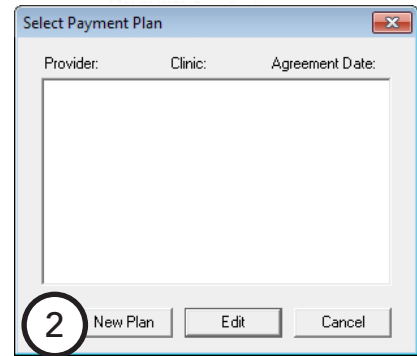 Select Payment Plan
Provider: Clinic: Agreement Date:
2 New Plan Edit Cancel